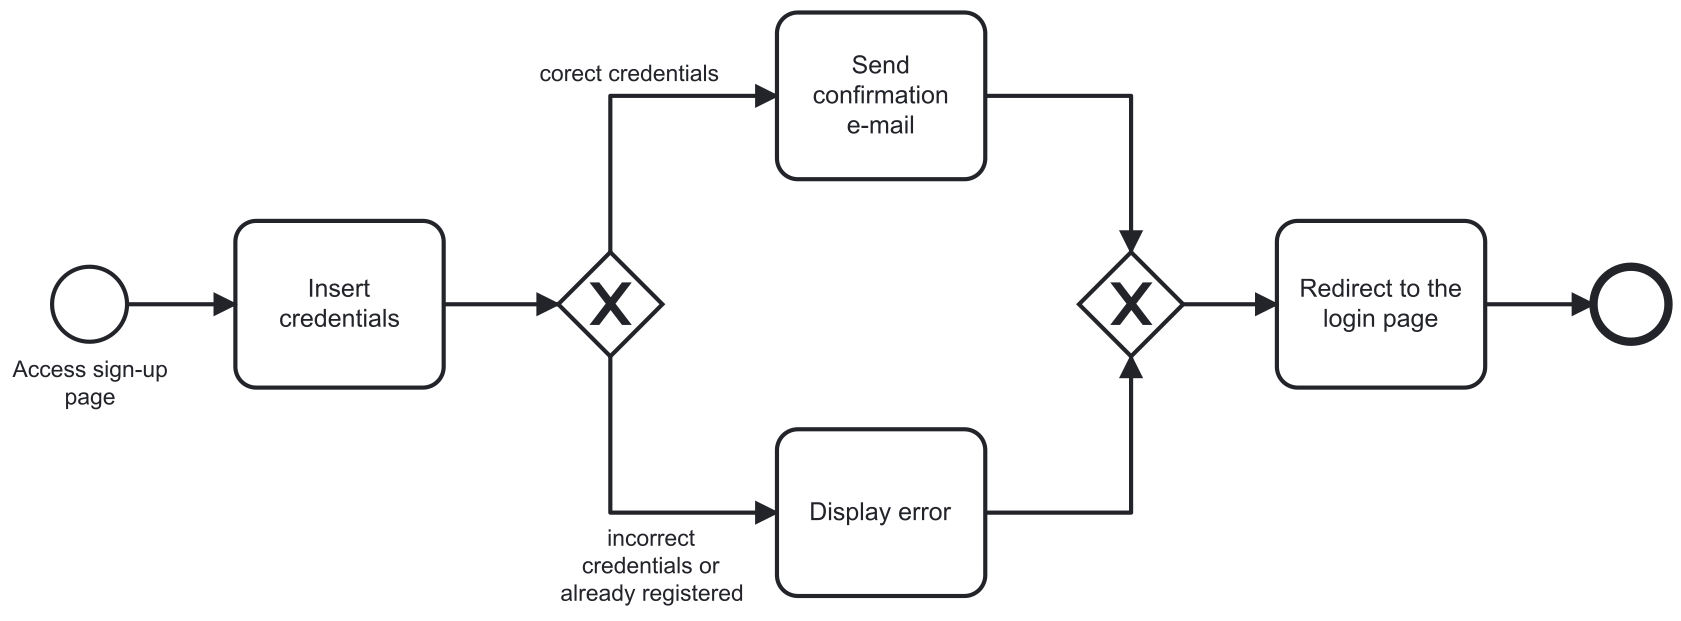 Access sign-up
page
Insert
credentials
corect credentials
X
incorrect
credentials or
already registered
Send
confirmation
e-mail
Display error
X
Redirect to the
login page